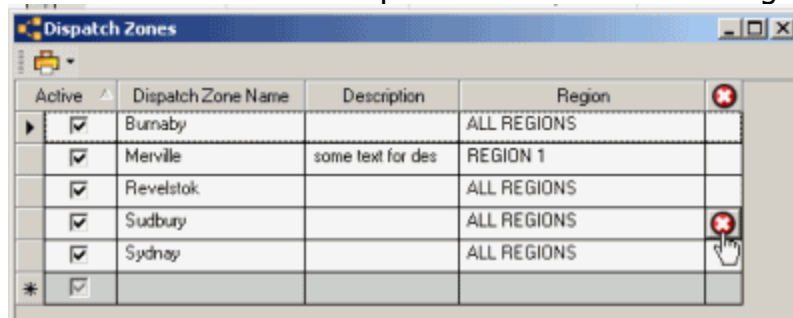 Dispatch Zones
Active Dispatch Zone Name Description Region
Burnaby ALL REGIONS
Merville some text for des REGION 1
Revelstok ALL REGIONS
Sudbury ALL REGIONS
Sydnay ALL REGIONS